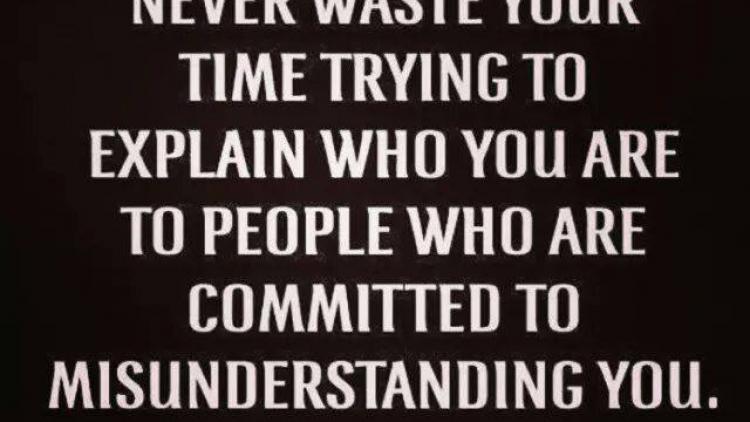 NEVER WASTE YOUR
TIME TRYING TO
EXPLAIN WHO YOU ARE
TO PEOPLE WHO ARE
COMMITTED TO
MISUNDERSTANDING YOU.